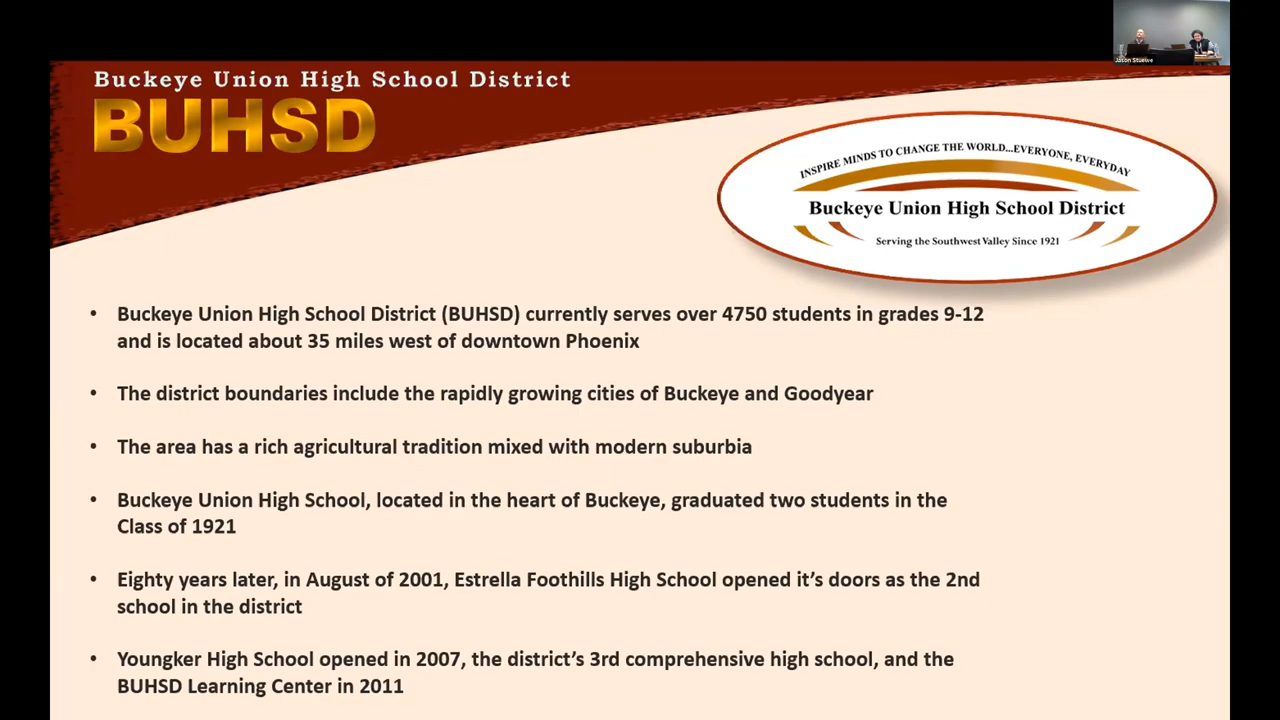 Jason Stuewe
Buckeye Union High School District
BUHSD
INSPIRE MINDS TO CHANGE THE WORLD...EVERYONE, EVERYDAY
Buckeye Union High School District
Serving the Southwest Valley Since 1921
• Buckeye Union High School District (BUHSD) currently serves over 4750 students in grades 9-12
and is located about 35 miles west of downtown Phoenix
• The district boundaries include the rapidly growing cities of Buckeye and Goodyear
• The area has a rich agricultural tradition mixed with modern suburbia
• Buckeye Union High School, located in the heart of Buckeye, graduated two students in the
Class of 1921
• Eighty years later, in August of 2001, Estrella Foothills High School opened it's doors as the 2nd
school in the district
• Youngker High School opened in 2007, the district's 3rd comprehensive high school, and the
BUHSD Learning Center in 2011